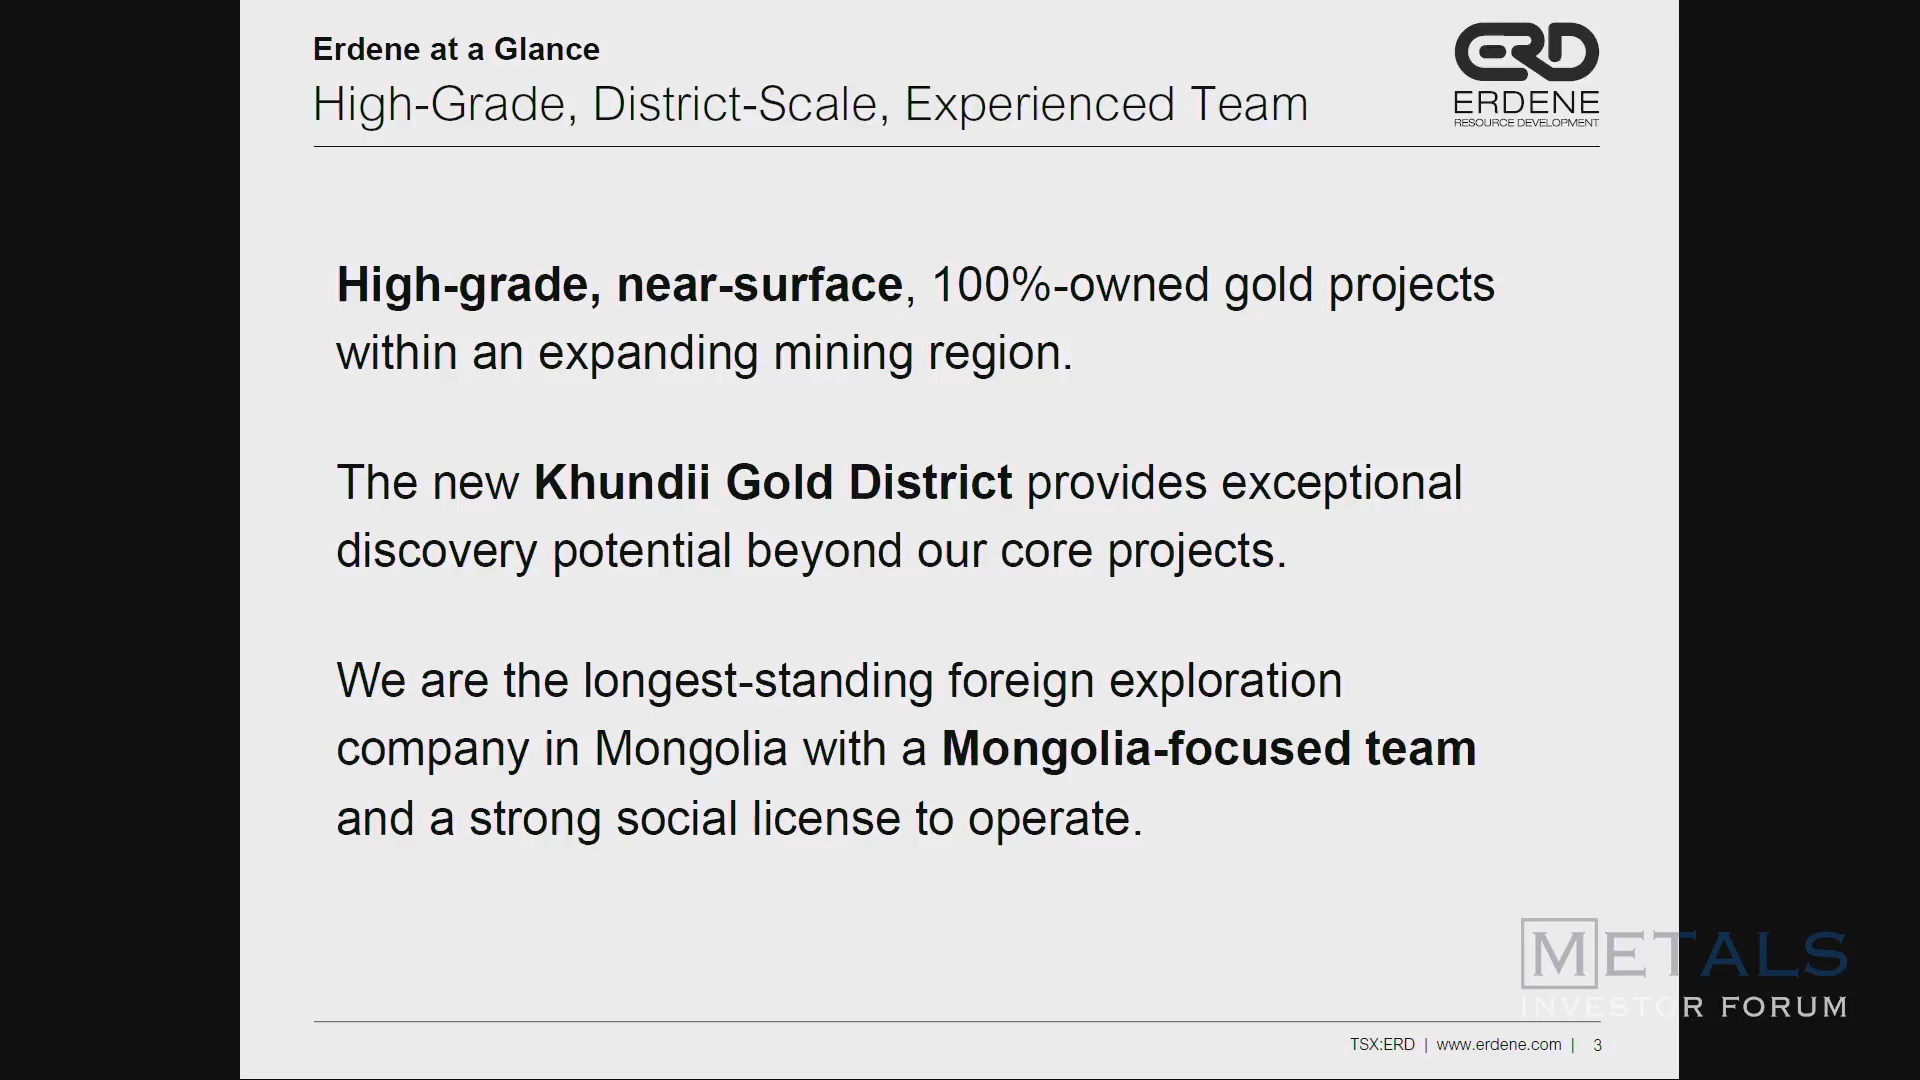 Erdene at a Glance
High-Grade, District-Scale, Experienced Team
ERD
ERDENE
RESOURCE DEVELOPMENT
High-grade, near-surface, 100%-owned gold projects
within an expanding mining region.
The new Khundii Gold District provides exceptional
discovery potential beyond our core projects.
We are the longest-standing foreign exploration
company in Mongolia with a Mongolia-focused team
and a strong social license to operate.
METALS
INVESTOR FORUM
TSX:ERD | www.erdene.com | 3